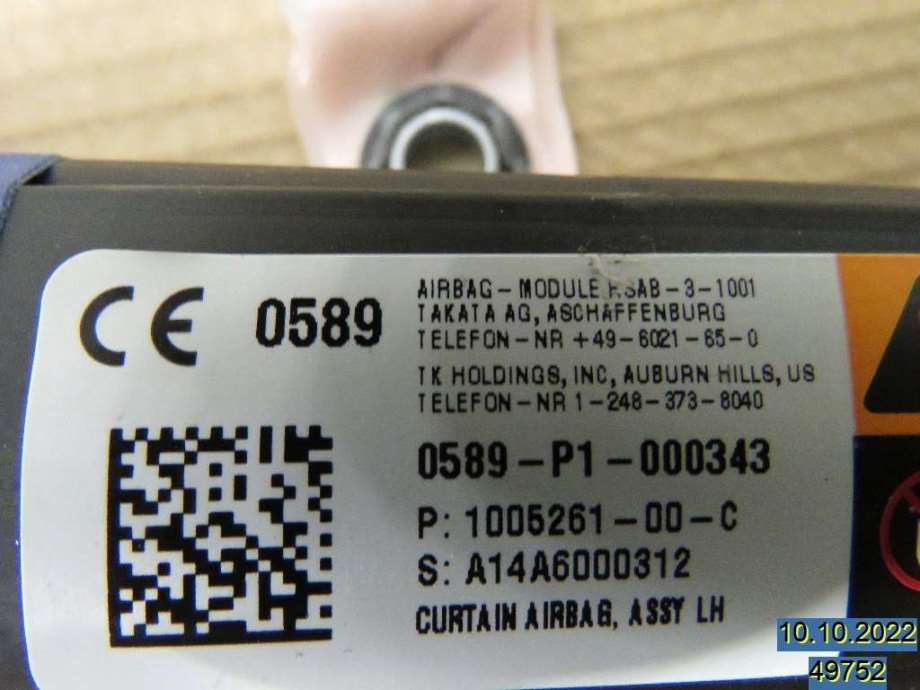 CE 0589
AIRBAG-MODULE HSAB-3-1001
TAKATA AG, ASCHAFFENBURG
TELEFON-NR +49-6021-65-0
TK HOLDINGS, INC, AUBURN HILLS, US
TELEFON-NR 1-248-373-8040
0589-P1-000343
P: 1005261-00-C
S: A14A6000312
CURTAIN AIRBAG, ASSY LH
10.10.2022
49752